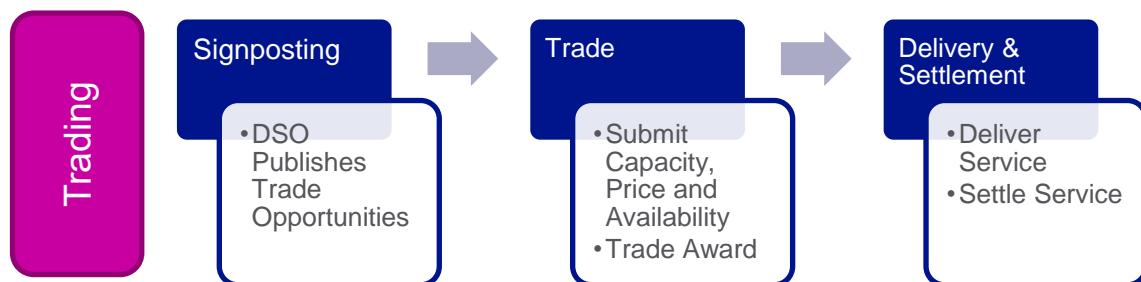 Trading
Signposting
•DSO
Publishes
Trade
Opportunities
Trade
•Submit
Capacity,
Price and
Availability
•Trade Award
Delivery &
Settlement
•Deliver
Service
•Settle Service